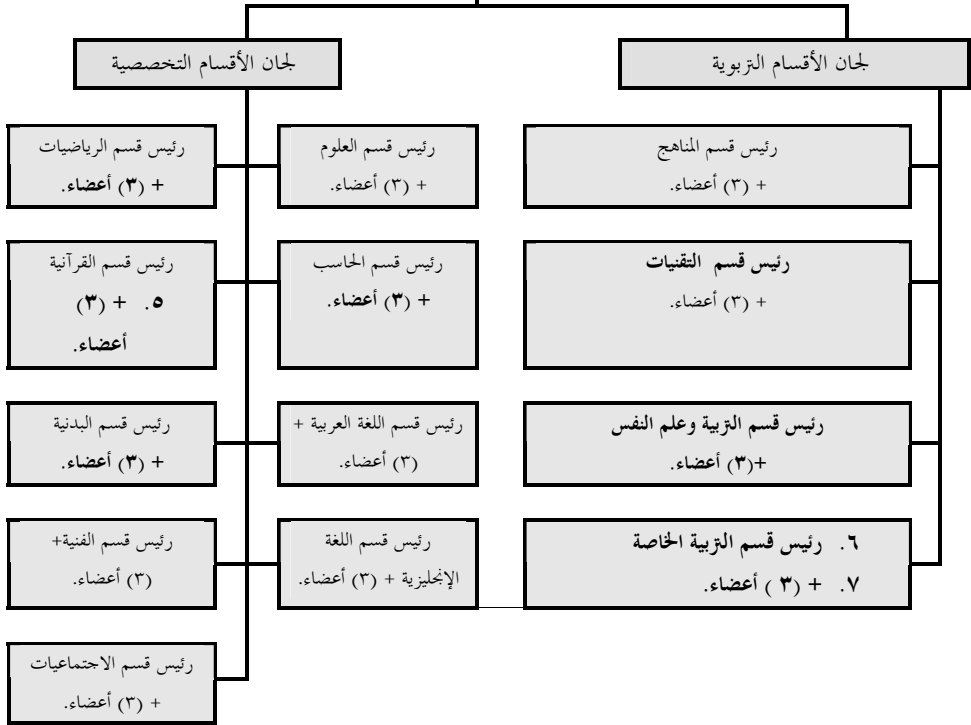 لجان الأقسام التربوية
لجان الأقسام التخصصية
رئيس قسم المناهج
+ (٣) أعضاء.
رئيس قسم العلوم
+ (٣) أعضاء.
رئيس قسم الرياضيات
+ (٣) أعضاء.
رئيس قسم التقنيات
+ (٣) أعضاء.
رئيس قسم الحاسب
+ (٣) أعضاء.
رئيس قسم القرآنية
٥. + (٣)
أعضاء.
رئيس قسم التربية وعلم النفس
+(٣) أعضاء.
رئيس قسم اللغة العربية +
(٣) أعضاء.
رئيس قسم البدنية
+ (٣) أعضاء.
٦. رئيس قسم التربية الخاصة
٧. + (٣ ) أعضاء.
رئيس قسم اللغة
الإنجليزية + (٣) أعضاء.
رئيس قسم الفنية+
(٣) أعضاء.
رئيس قسم الاجتماعيات
+ (٣) أعضاء.